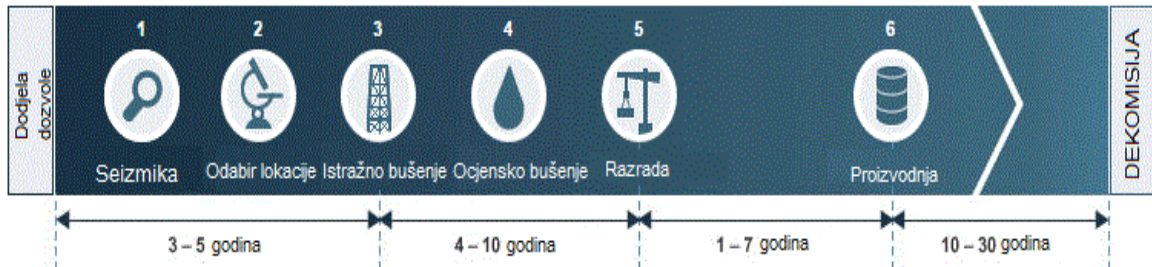 Dodjela
dozvole
1
2
3
4
5
6
Seizmika
Odabir lokacije
Istražno bušenje
Ocjensko bušenje
Razrada
Proizvodnja
DEKOMISIJA
3 – 5 godina
4 – 10 godina
1 – 7 godina
10 – 30 godina